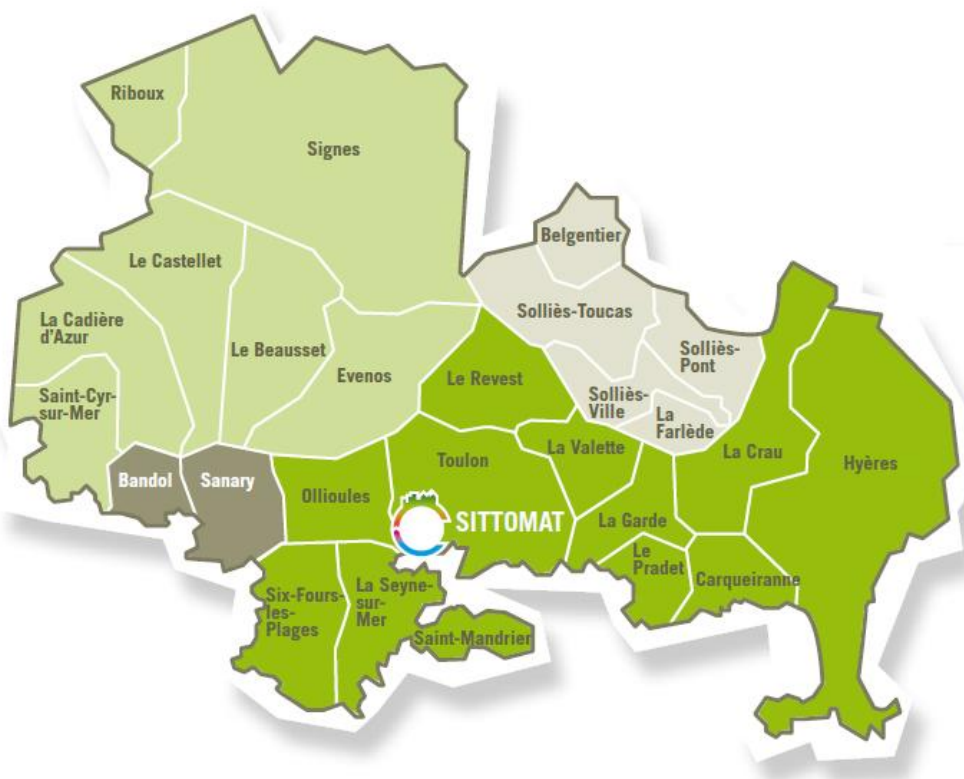 Riboux
Signes
Belgentier
Le Castellet
Solliès-Toucas
La Cadière
d'Azur
Le Beausset
Solliès-
Pont
Evenos
Le Revest
Saint-Cyr-
sur-Mer
Solliès-
Ville
La
Farlède
La Valette
La Crau
Bandol
Sanary
Toulon
Hyères
Ollioules
SITTOMAT
La Garde
Le
Pradet
Carqueiranne
Six-Fours-
les-
Plages
La Seyne-
sur-
Mer
Saint-Mandrier